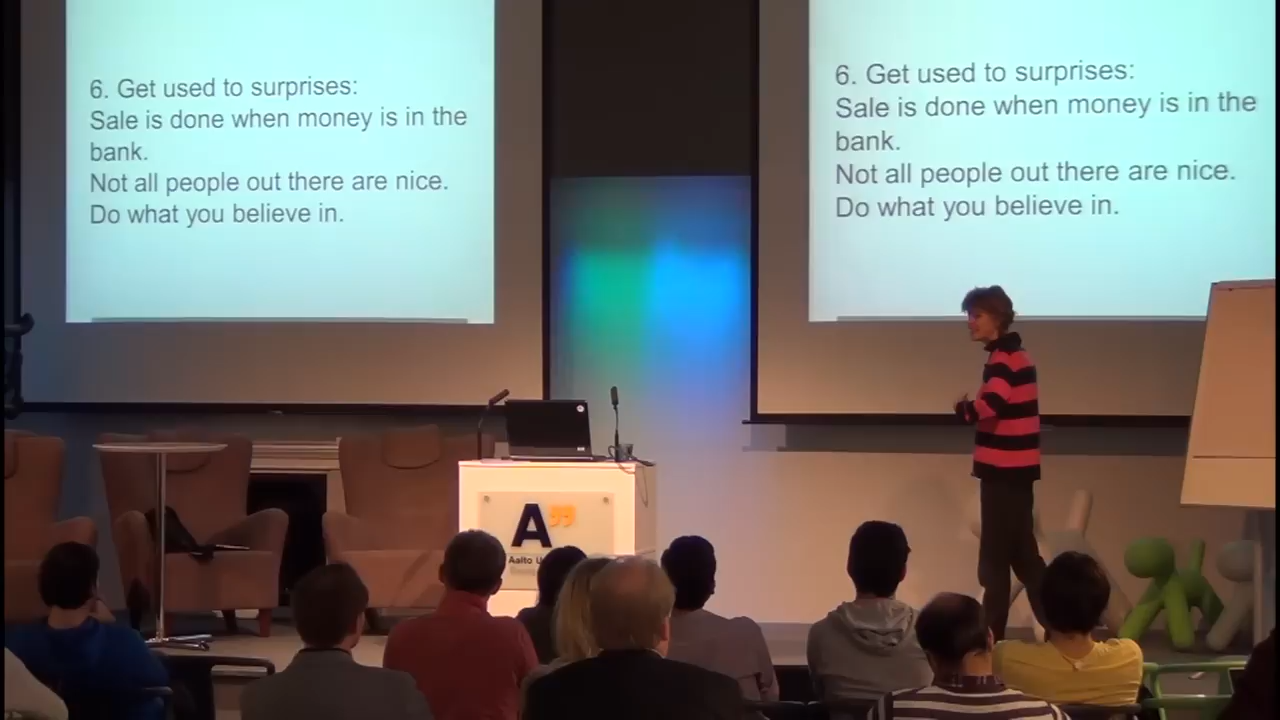 6. Get used to surprises:
Sale is done when money is in the
bank.
Not all people out there are nice.
Do what you believe in.
6. Get used to surprises:
Sale is done when money is in the
bank.
Not all people out there are nice.
Do what you believe in.
A"
Aalto U